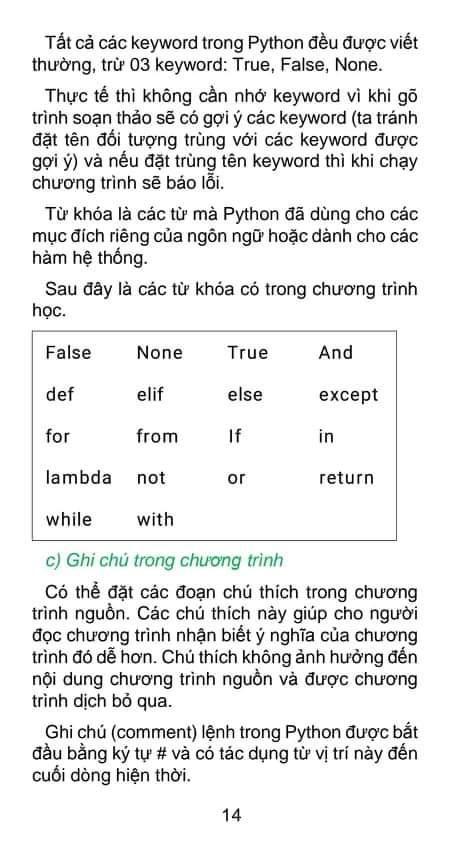 Tất cả các keyword trong Python đều được viết
thường, trừ 03 keyword: True, False, None.
Thực tế thì không cần nhớ keyword vì khi gõ
trình soạn thảo sẽ có gợi ý các keyword (ta tránh
đặt tên đối tượng trùng với các keyword được
gợi ý) và nếu đặt trùng tên keyword thì khi chạy
chương trình sẽ báo lỗi.
Từ khóa là các từ mà Python đã dùng cho các
mục đích riêng của ngôn ngữ hoặc dành cho các
hàm hệ thống.
Sau đây là các từ khóa có trong chương trình
học.
False None True And
def elif else except
for from If in
lambda not or return
while with
c) Ghi chú trong chương trình
Có thể đặt các đoạn chú thích trong chương
trình nguồn. Các chú thích này giúp cho người
đọc chương trình nhận biết ý nghĩa của chương
trình đó dễ hơn. Chú thích không ảnh hưởng đến
nội dung chương trình nguồn và được chương
trình dịch bỏ qua.
Ghi chú (comment) lệnh trong Python được bắt
đầu bằng ký tự # và có tác dụng từ vị trí này đến
cuối dòng hiện thời.
14